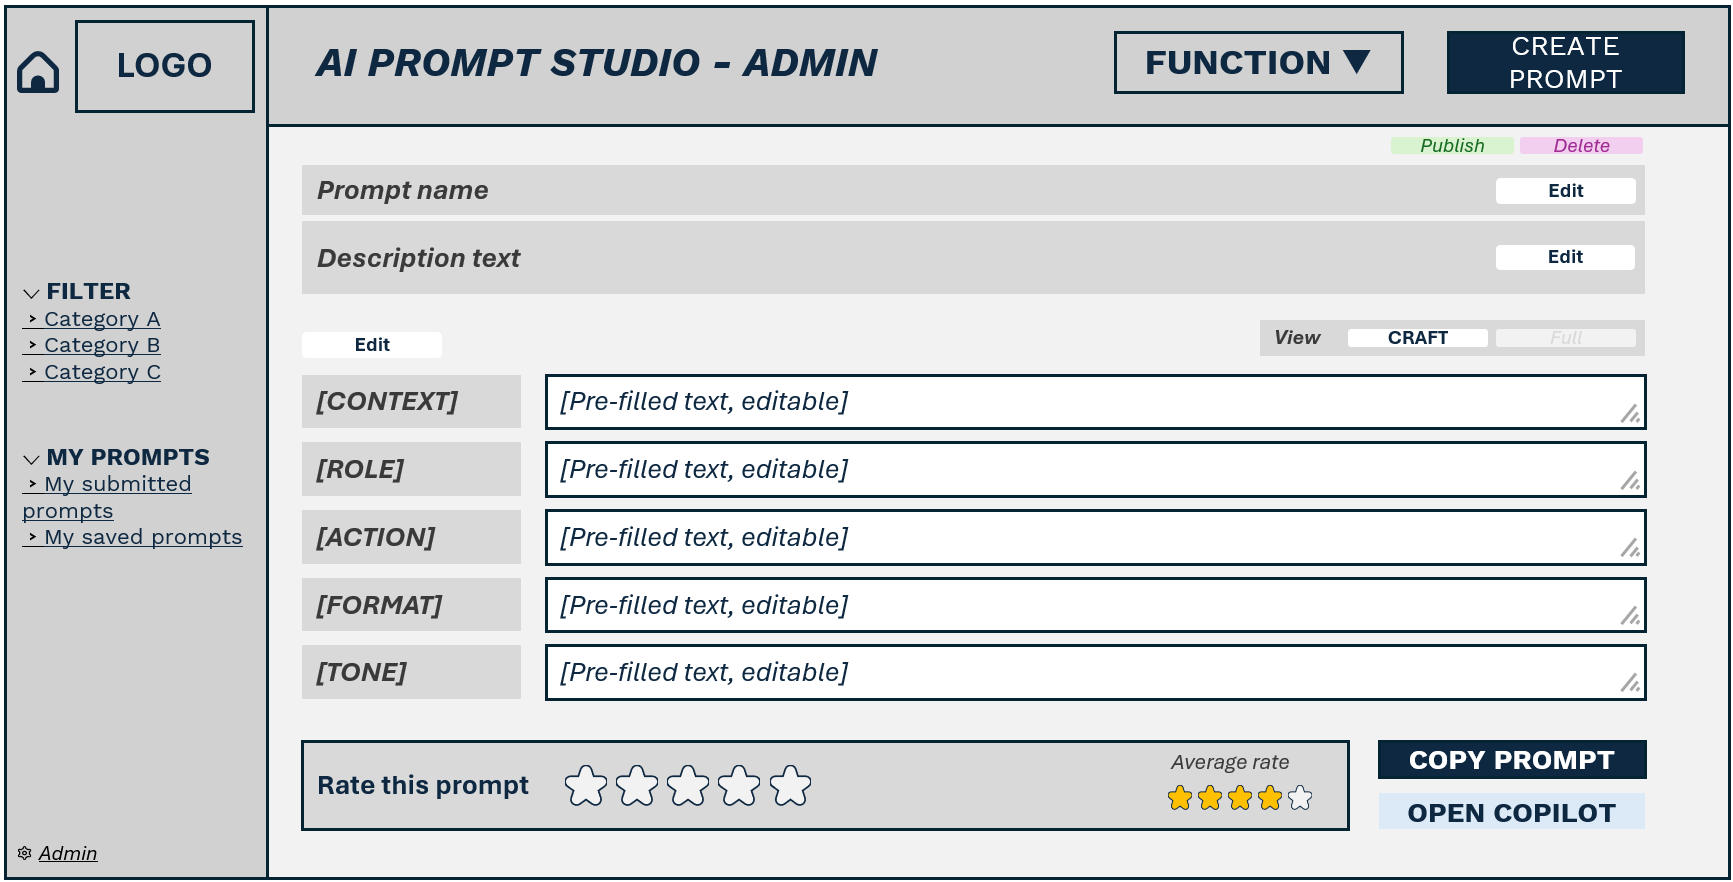 LOGO
AI PROMPT STUDIO - ADMIN
FUNCTION ▼
CREATE
PROMPT
Publish
Delete
Prompt name
Edit
Description text
Edit
FILTER
> Category A
> Category B
> Category C
MY PROMPTS
> My submitted
prompts
> My saved prompts
Admin
Edit
View
CRAFT
Full
[CONTEXT]
[Pre-filled text, editable]
[ROLE]
[Pre-filled text, editable]
[ACTION]
[Pre-filled text, editable]
[FORMAT]
[Pre-filled text, editable]
[TONE]
[Pre-filled text, editable]
Rate this prompt
Average rate
COPY PROMPT
OPEN COPILOT